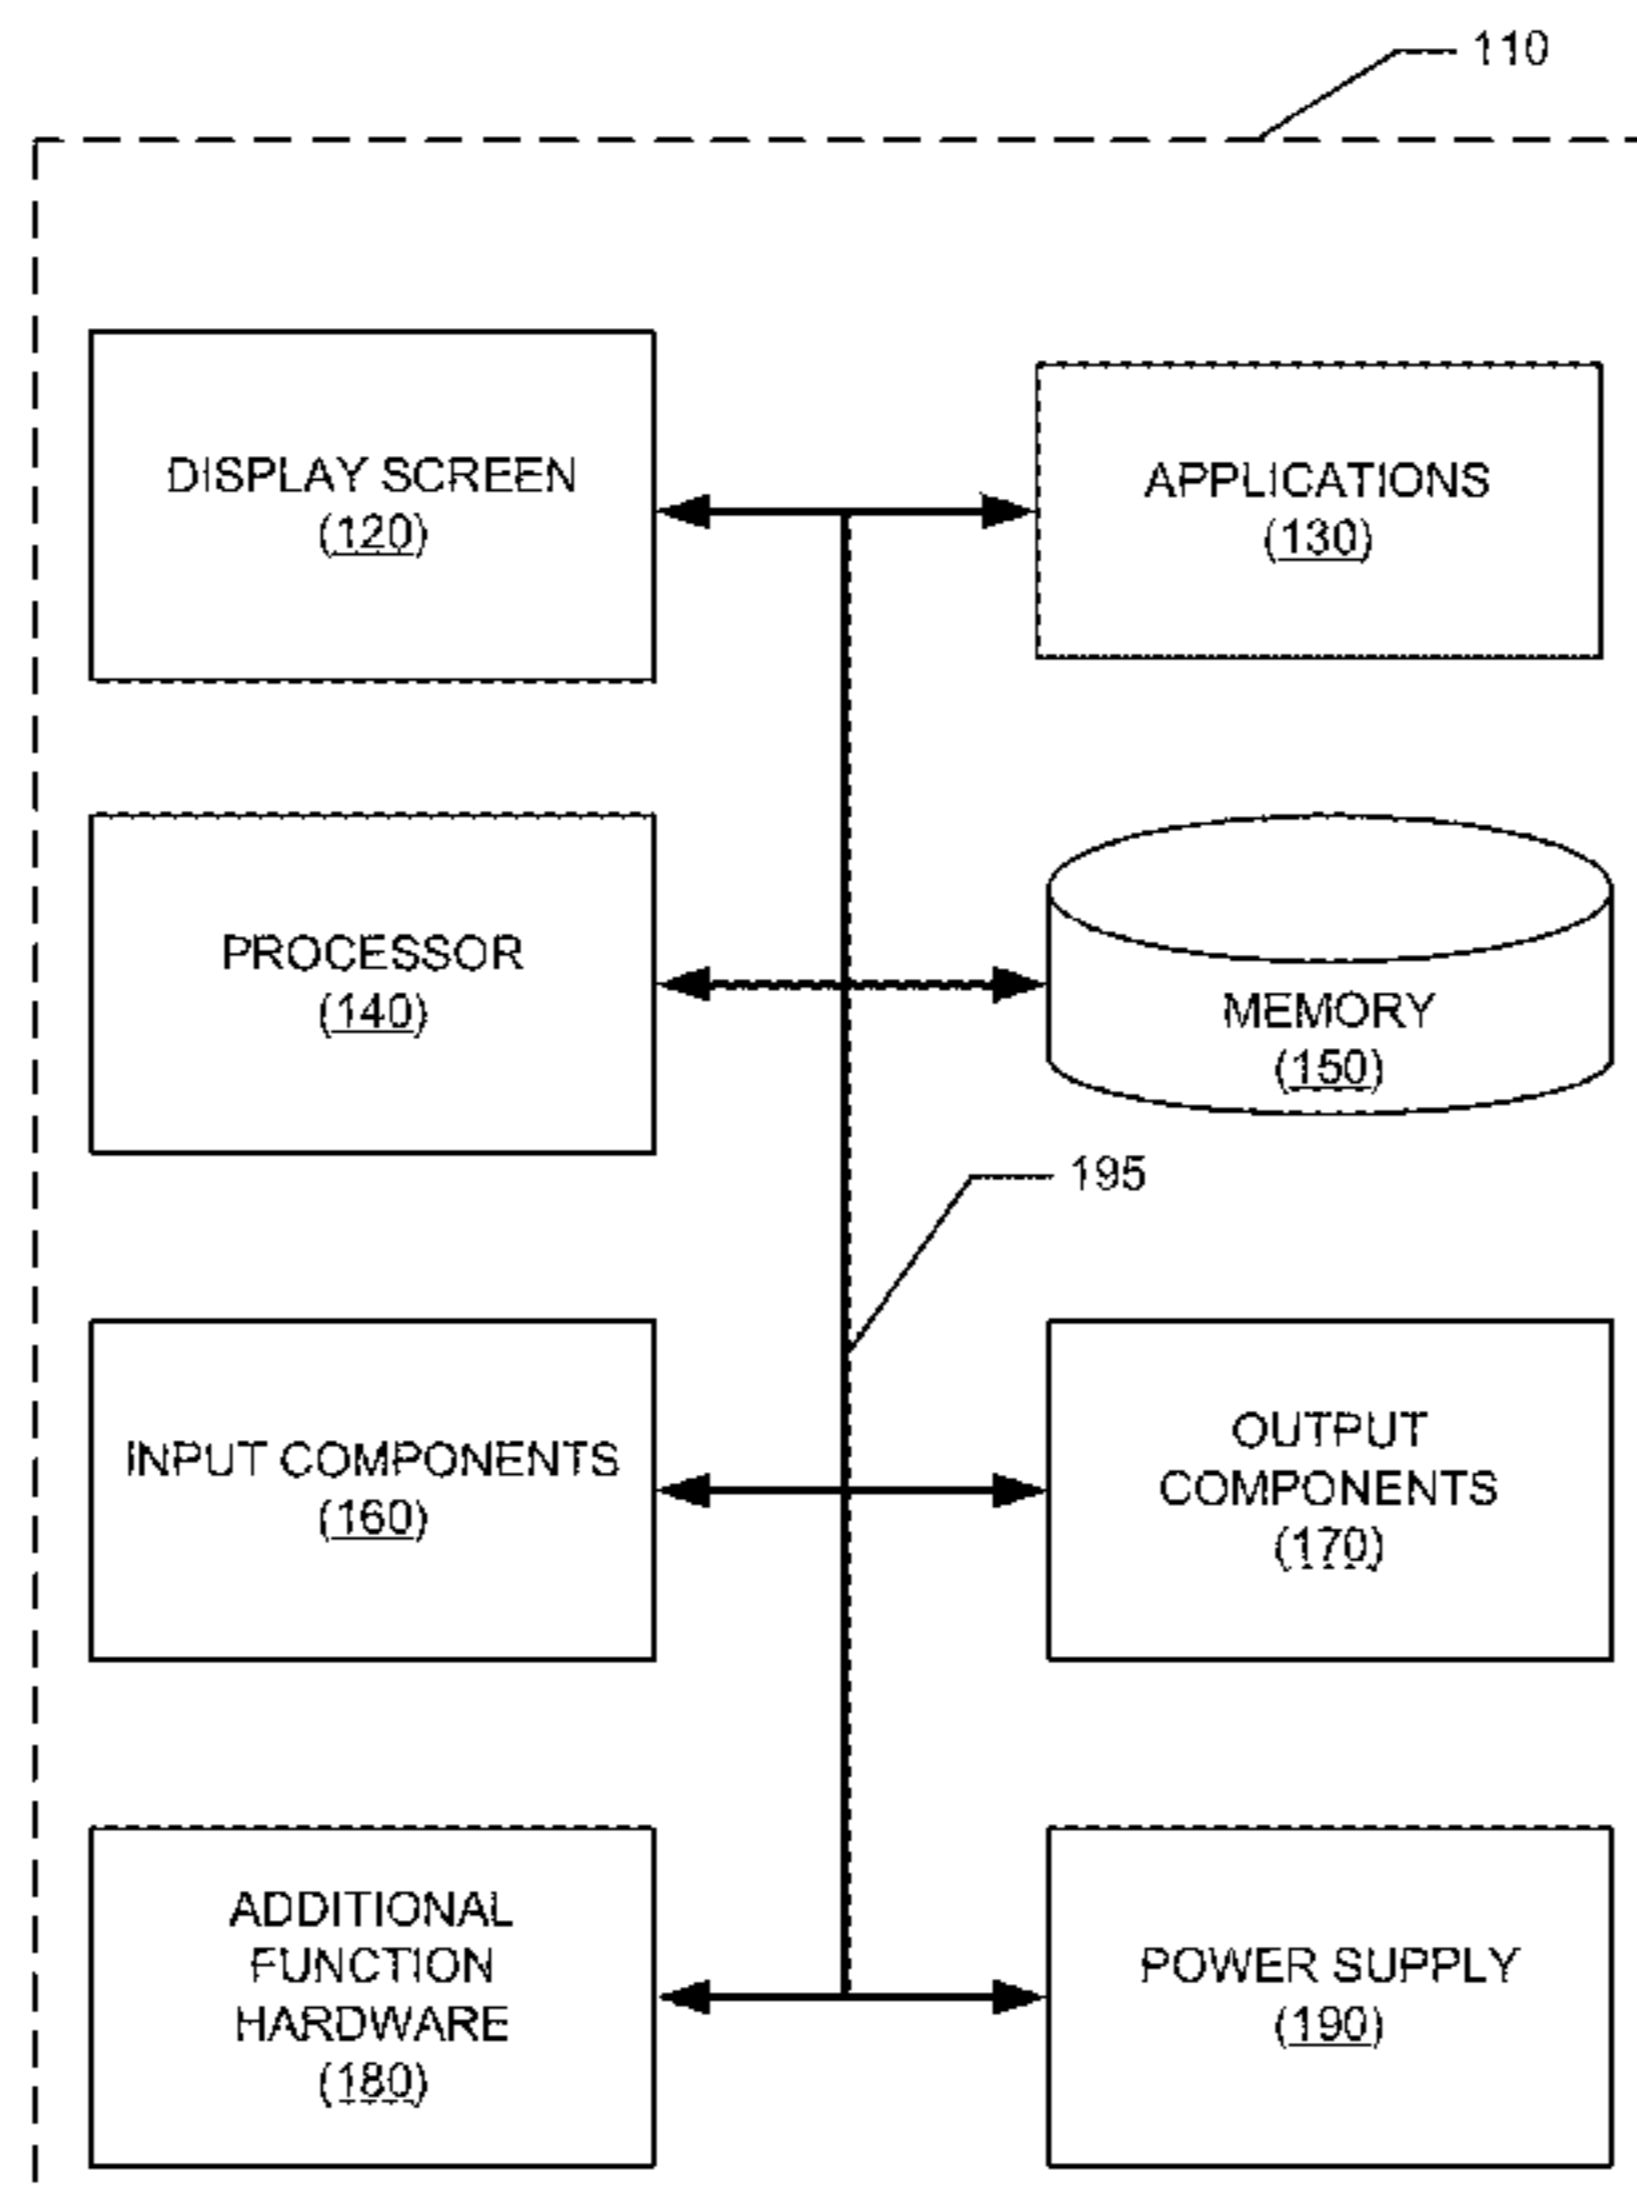 110
DISPLAY SCREEN
(120)
APPLICATIONS
(130)
PROCESSOR
(140)
MEMORY
(150)
195
INPUT COMPONENTS
(160)
OUTPUT
COMPONENTS
(170)
ADDITIONAL
FUNCTION
HARDWARE
(180)
POWER SUPPLY
(190)